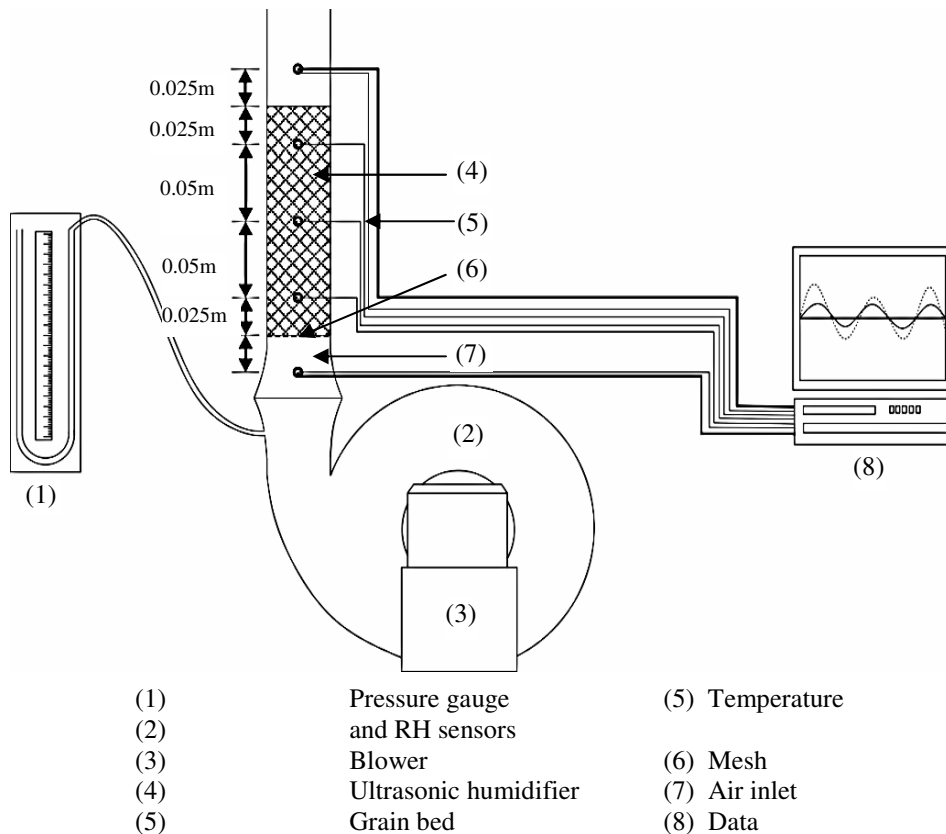 0.025m
0.025m
0.05m
0.05m
0.025m
(4)
(5)
(6)
(7)
(2)
(3)
(1)
(8)
(1) Pressure gauge (5) Temperature
(2) and RH sensors
(3) Blower (6) Mesh
(4) Ultrasonic humidifier (7) Air inlet
(5) Grain bed (8) Data